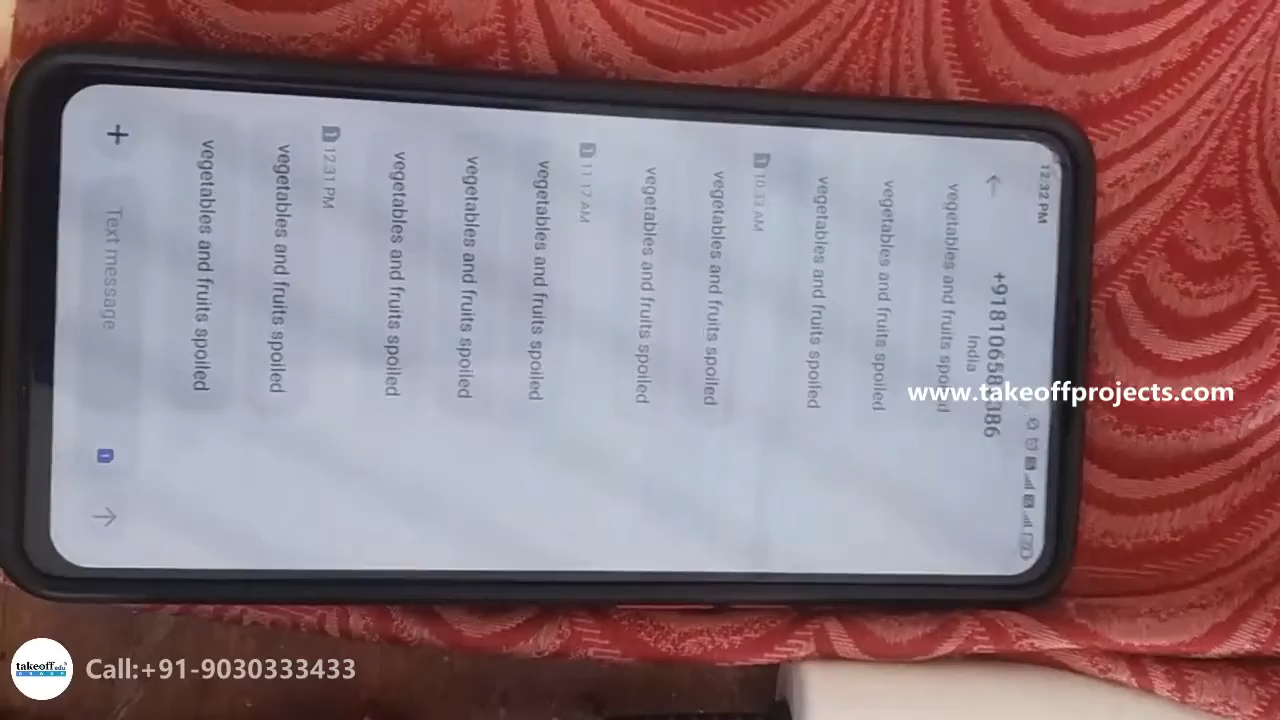 12:32 PM
India
vegetables and fruits spoiled
vegetables and fruits spoiled
vegetables and fruits spoiled
10:33 AM
vegetables and fruits spoiled
vegetables and fruits spoiled
11:17 AM
vegetables and fruits spoiled
vegetables and fruits spoiled
vegetables and fruits spoiled
12:31 PM
vegetables and fruits spoiled
vegetables and fruits spoiled
Text message
www.takeoffprojects.com
takeoff edu
GROUP
Call:+91-9030333433